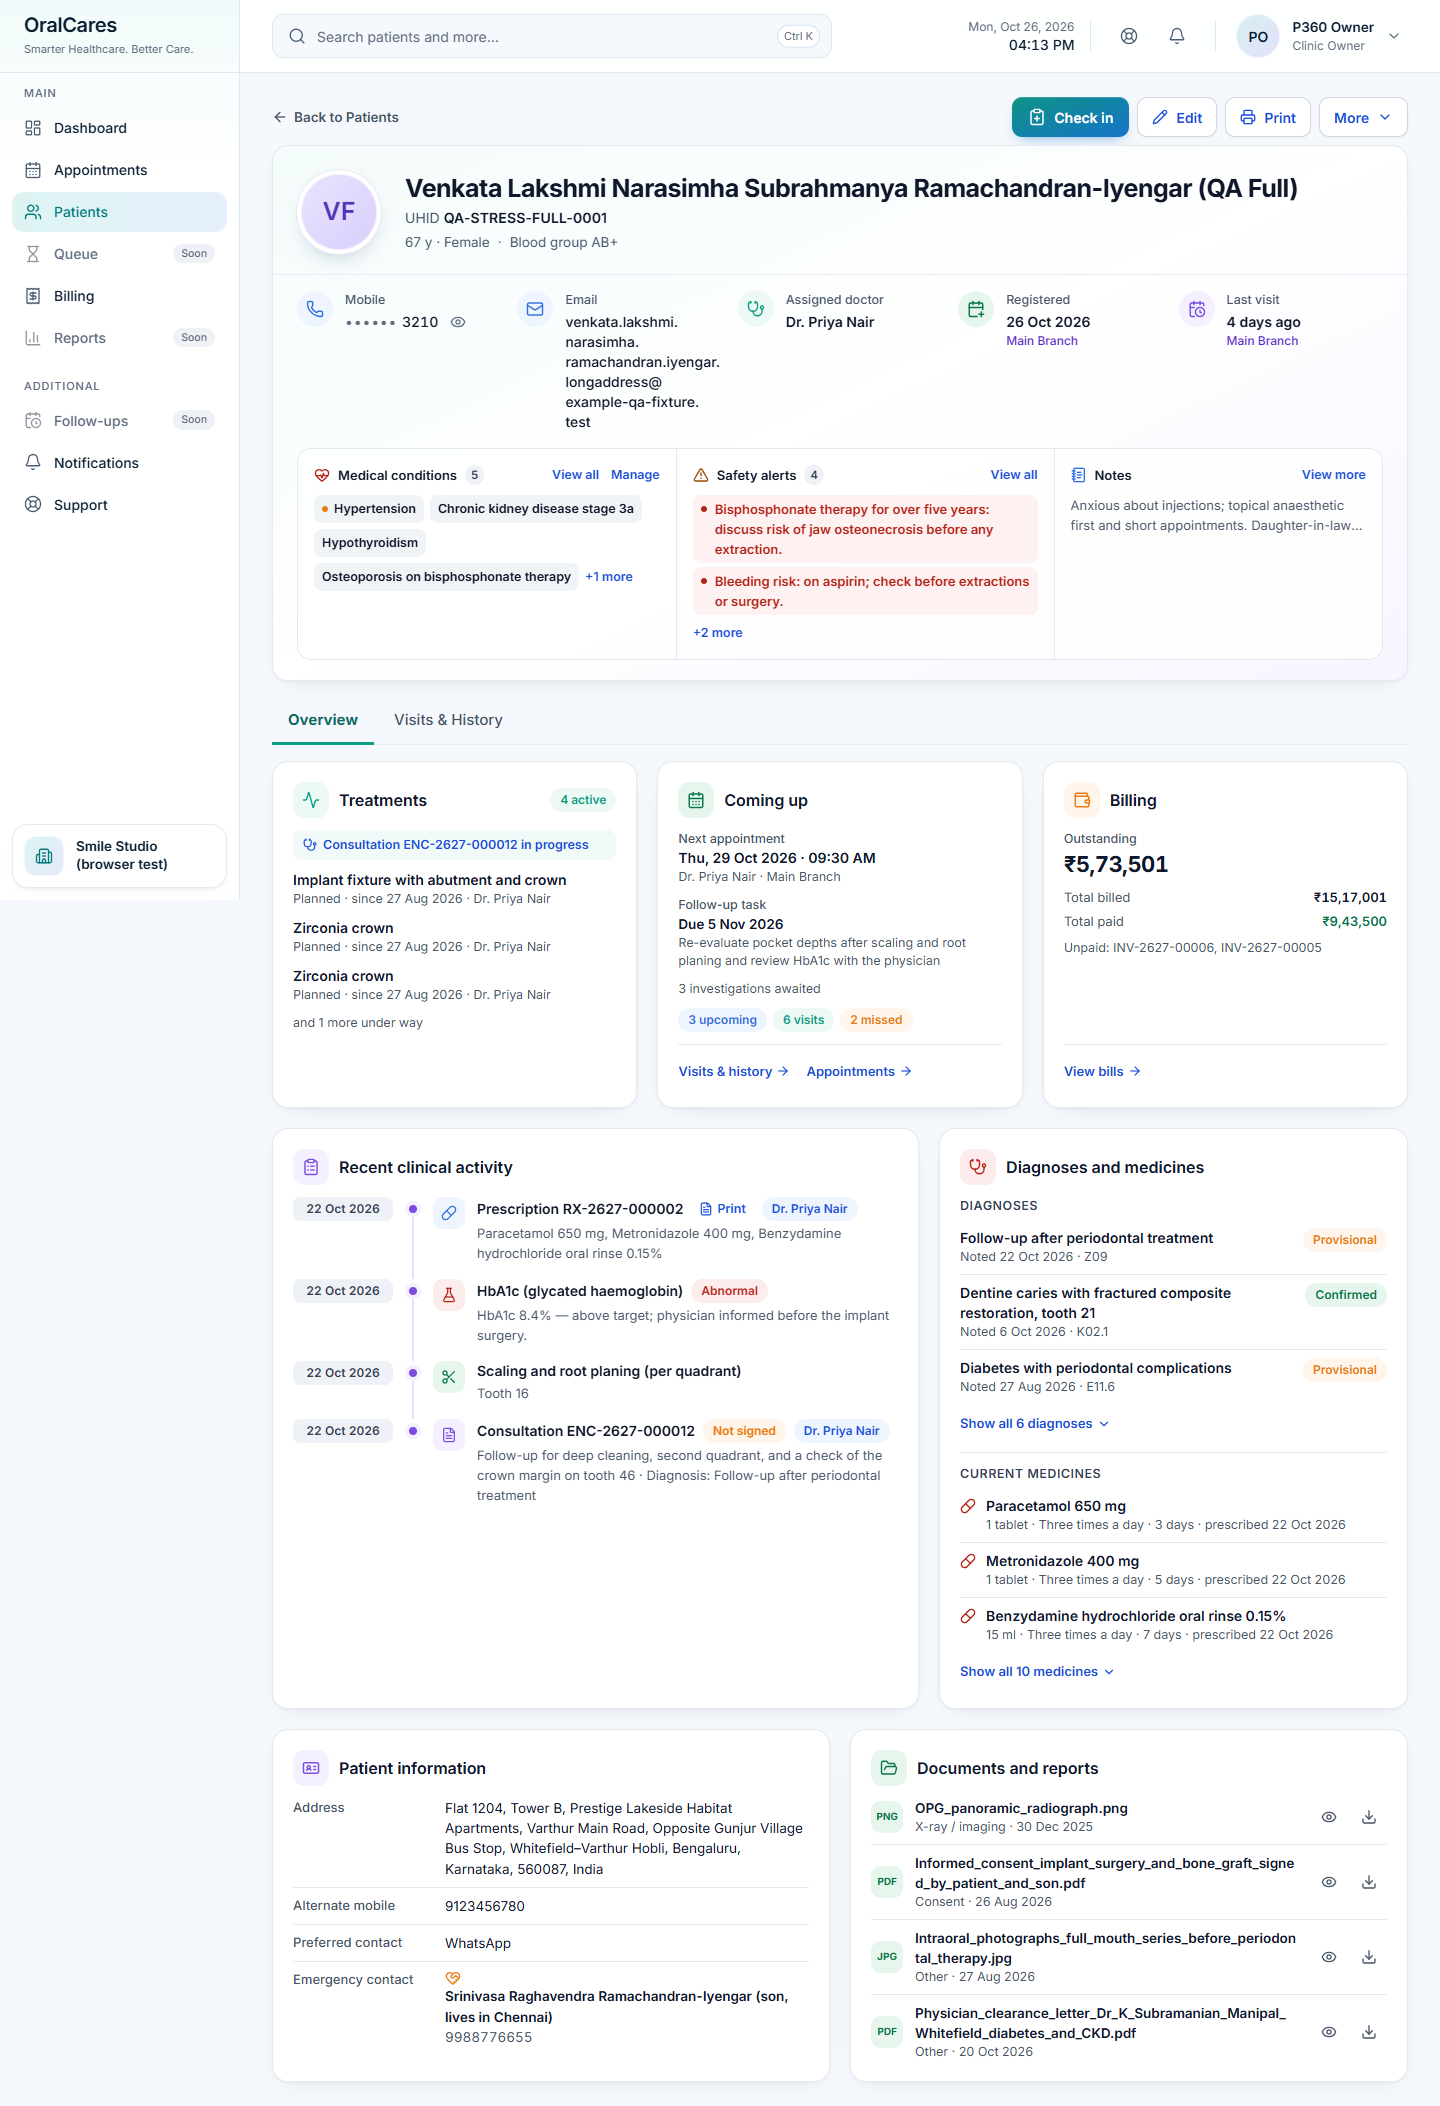 OralCares
Smarter Healthcare. Better Care.
Search patients and more...
Ctrl K
Mon, Oct 26, 2026
04:13 PM
PO
P360 Owner
Clinic Owner
MAIN
Dashboard
Appointments
Patients
Queue
Soon
Billing
Reports
Soon
ADDITIONAL
Follow-ups
Soon
Notifications
Support
Smile Studio
(browser test)
Back to Patients
Check in
Edit
Print
More
VF
Venkata Lakshmi Narasimha Subrahmanya Ramachandran-Iyengar (QA Full)
UHID QA-STRESS-FULL-0001
67 y · Female · Blood group AB+
Mobile
•••••• 3210
Email
venkata.lakshmi.
narasimha.
ramachandran.iyengar.
longaddress@
example-qa-fixture.
test
Assigned doctor
Dr. Priya Nair
Registered
26 Oct 2026
Main Branch
Last visit
4 days ago
Main Branch
Medical conditions 5
View all Manage
Hypertension
Chronic kidney disease stage 3a
Hypothyroidism
Osteoporosis on bisphosphonate therapy
+1 more
Safety alerts 4
View all
Bisphosphonate therapy for over five years:
discuss risk of jaw osteonecrosis before any
extraction.
Bleeding risk: on aspirin; check before extractions
or surgery.
+2 more
Notes
View more
Anxious about injections; topical anaesthetic
first and short appointments. Daughter-in-law...
Overview
Visits & History
Treatments
4 active
Consultation ENC-2627-000012 in progress
Implant fixture with abutment and crown
Planned · since 27 Aug 2026 · Dr. Priya Nair
Zirconia crown
Planned · since 27 Aug 2026 · Dr. Priya Nair
Zirconia crown
Planned · since 27 Aug 2026 · Dr. Priya Nair
and 1 more under way
Coming up
Next appointment
Thu, 29 Oct 2026 · 09:30 AM
Dr. Priya Nair · Main Branch
Follow-up task
Due 5 Nov 2026
Re-evaluate pocket depths after scaling and root
planing and review HbA1c with the physician
3 investigations awaited
3 upcoming
6 visits
2 missed
Visits & history
Appointments
Billing
Outstanding
₹5,73,501
Total billed ₹15,17,001
Total paid ₹9,43,500
Unpaid: INV-2627-00006, INV-2627-00005
View bills
Recent clinical activity
22 Oct 2026
Prescription RX-2627-000002
Print
Dr. Priya Nair
Paracetamol 650 mg, Metronidazole 400 mg, Benzydamine
hydrochloride oral rinse 0.15%
22 Oct 2026
HbA1c (glycated haemoglobin)
Abnormal
HbA1c 8.4% — above target; physician informed before the implant
surgery.
22 Oct 2026
Scaling and root planing (per quadrant)
Tooth 16
22 Oct 2026
Consultation ENC-2627-000012
Not signed
Dr. Priya Nair
Follow-up for deep cleaning, second quadrant, and a check of the
crown margin on tooth 46 · Diagnosis: Follow-up after periodontal
treatment
Diagnoses and medicines
DIAGNOSES
Follow-up after periodontal treatment
Provisional
Noted 22 Oct 2026 · Z09
Dentine caries with fractured composite
restoration, tooth 21
Confirmed
Noted 6 Oct 2026 · K02.1
Diabetes with periodontal complications
Provisional
Noted 27 Aug 2026 · E11.6
Show all 6 diagnoses
CURRENT MEDICINES
Paracetamol 650 mg
1 tablet · Three times a day · 3 days · prescribed 22 Oct 2026
Metronidazole 400 mg
1 tablet · Three times a day · 5 days · prescribed 22 Oct 2026
Benzydamine hydrochloride oral rinse 0.15%
15 ml · Three times a day · 7 days · prescribed 22 Oct 2026
Show all 10 medicines
Patient information
Address
Flat 1204, Tower B, Prestige Lakeside Habitat
Apartments, Varthur Main Road, Opposite Gunjur Village
Bus Stop, Whitefield–Varthur Hobli, Bengaluru,
Karnataka, 560087, India
Alternate mobile
9123456780
Preferred contact
WhatsApp
Emergency contact
Srinivasa Raghavendra Ramachandran-Iyengar (son,
lives in Chennai)
9988776655
Documents and reports
PNG
OPG_panoramic_radiograph.png
X-ray / imaging · 30 Dec 2025
PDF
Informed_consent_implant_surgery_and_bone_graft_signe
d_by_patient_and_son.pdf
Consent · 26 Aug 2026
JPG
Intraoral_photographs_full_mouth_series_before_periodon
tal_therapy.jpg
Other · 27 Aug 2026
PDF
Physician_clearance_letter_Dr_K_Subramanian_Manipal_
Whitefield_diabetes_and_CKD.pdf
Other · 20 Oct 2026